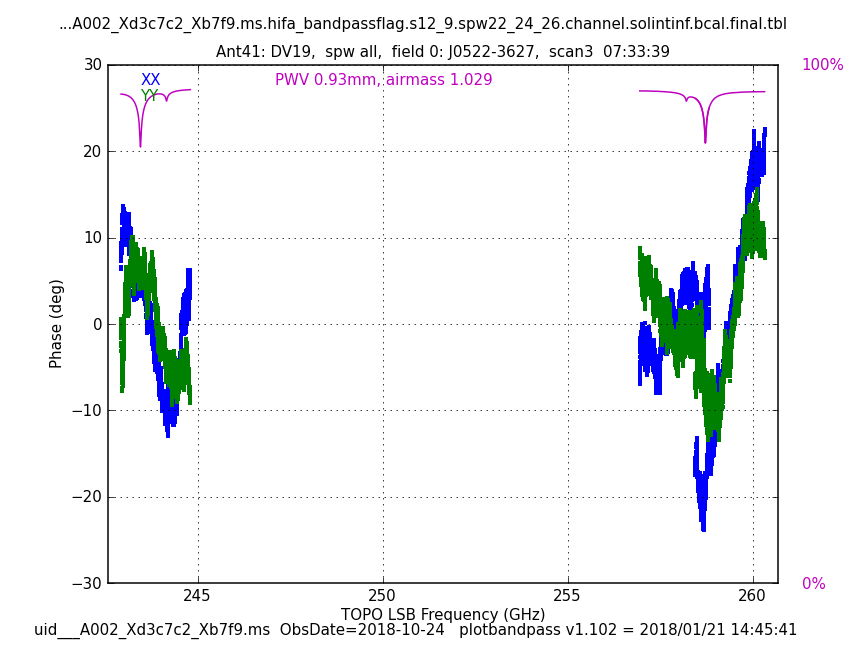 ...A002_Xd3c7c2_Xb7f9.ms.hifa_bandpassflag.s12_9.spw22_24_26.channel.solintinf.bcal.final.tbl
Ant41: DV19,  spw all,  field 0: J0522-3627,  scan3  07:33:39
30
XX
PWV 0.93mm, airmass 1.029
100%
YY
20
10
Phase (deg)
0
−10
−20
−30
0%
245
250
255
260
TOPO LSB Frequency (GHz)
uid___A002_Xd3c7c2_Xb7f9.ms  ObsDate=2018-10-24   plotbandpass v1.102 = 2018/01/21 14:45:41